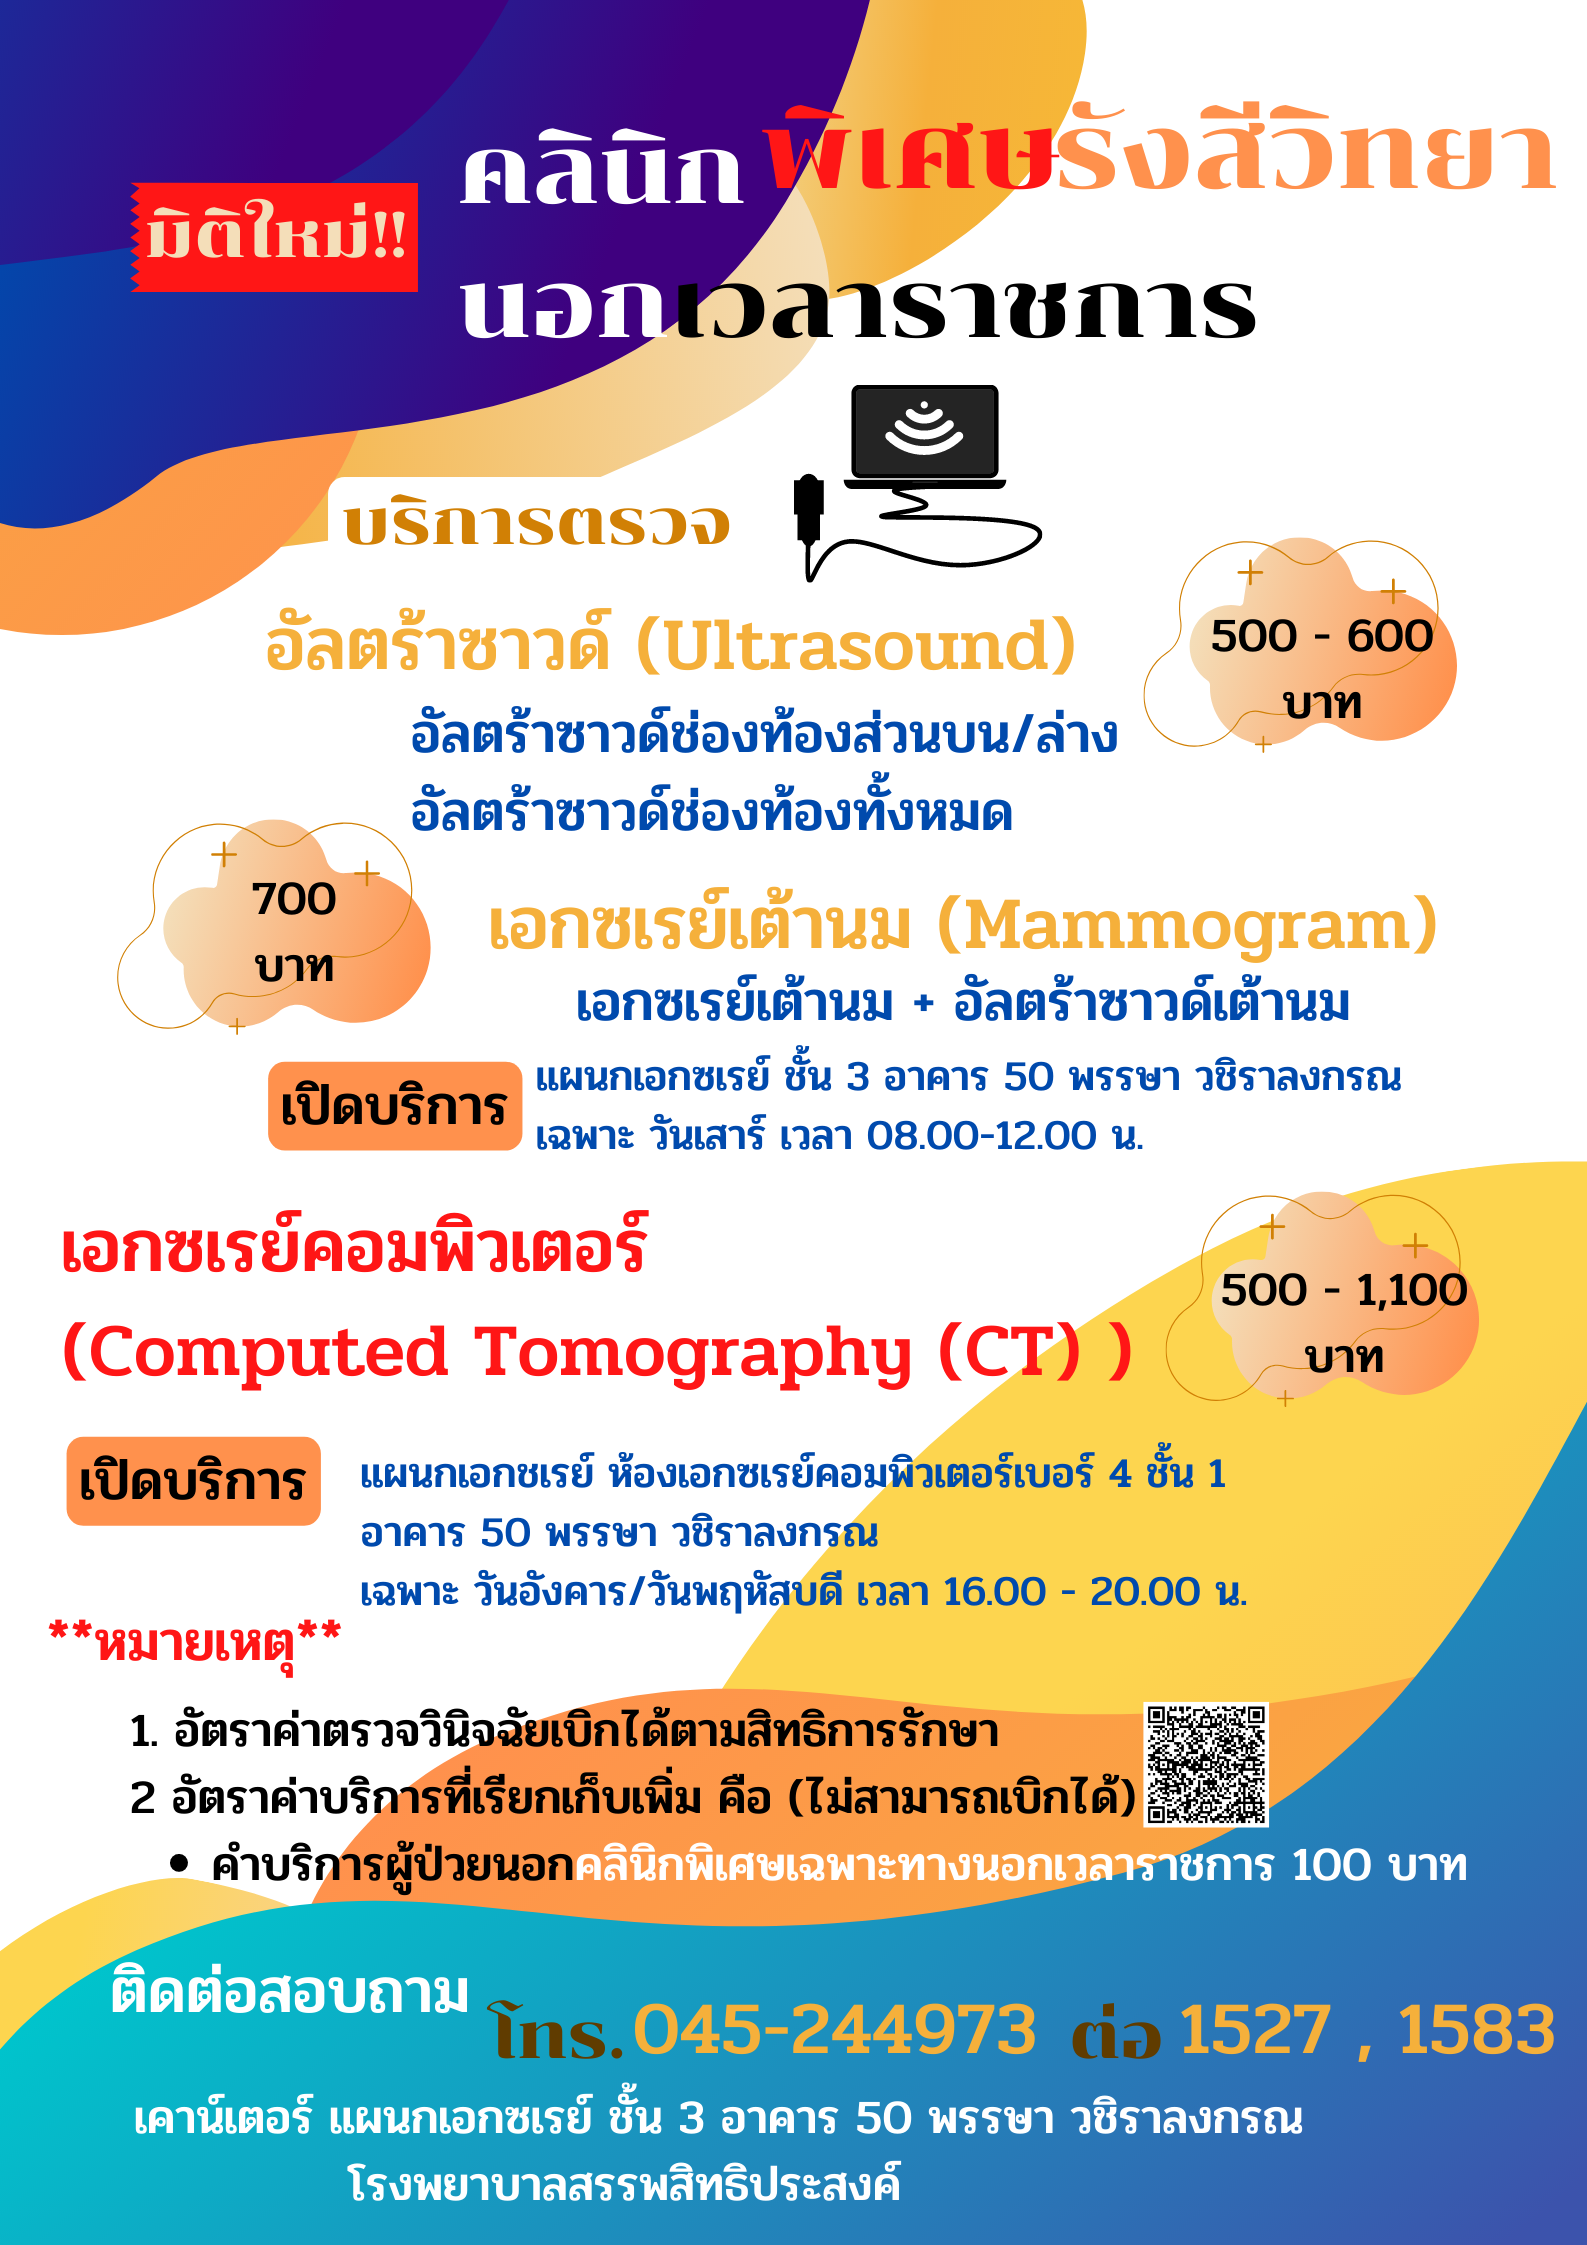 มิติใหม่!!
คลินิกพิเศษรังสีวิทยา
นอกเวลาราชการ
บริการตรวจ
อัลตร้าซาวด์ (Ultrasound)
500 - 600
บาท
อัลตร้าซาวด์ช่องท้องส่วนบน/ล่าง
อัลตร้าซาวด์ช่องท้องทั้งหมด
700
บาท
เอกซเรย์เต้านม (Mammogram)
เอกซเรย์เต้านม + อัลตร้าซาวด์เต้านม
เปิดบริการ
แผนกเอกซเรย์ ชั้น 3 อาคาร 50 พรรษา วชิราลงกรณ
เฉพาะ วันเสาร์ เวลา 08.00-12.00 น.
เอกซเรย์คอมพิวเตอร์
(Computed Tomography (CT) )
500 - 1,100
บาท
เปิดบริการ
แผนกเอกซเรย์ ห้องเอกซเรย์คอมพิวเตอร์เบอร์ 4 ชั้น 1
อาคาร 50 พรรษา วชิราลงกรณ
เฉพาะ วันอังคาร/วันพฤหัสบดี เวลา 16.00 - 20.00 น.
**หมายเหตุ**
1. อัตราค่าตรวจวินิจฉัยเบิกได้ตามสิทธิการรักษา
2 อัตราค่าบริการที่เรียกเก็บเพิ่ม คือ (ไม่สามารถเบิกได้)
• คำบริการผู้ป่วยนอกคลินิกพิเศษเฉพาะทางนอกเวลาราชการ 100 บาท
ติดต่อสอบถาม
โทร. 045-244973 ต่อ 1527 , 1583
เคาน์เตอร์ แผนกเอกซเรย์ ชั้น 3 อาคาร 50 พรรษา วชิราลงกรณ
โรงพยาบาลสรรพสิทธิประสงค์